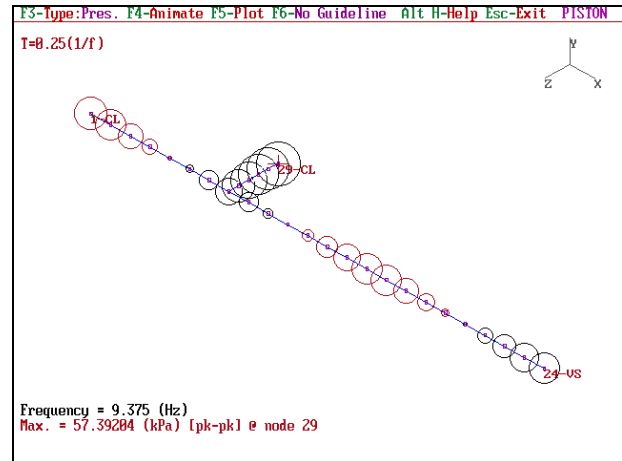 F3-Type:Pres. F4-Animate F5-Plot F6-No Guideline Alt H-Help Esc-Exit PISTON
T=0.25(1/f)
Y
Z X
1-CL
29-CL
24-VS
Frequency = 9.375 (Hz)
Max. = 57.39204 (kPa) [pk-pk] @ node 29